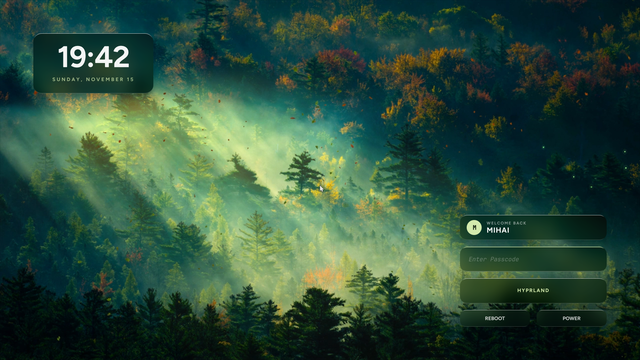 19:42
SUNDAY, NOVEMBER 15
M
WELCOME BACK
MIHAI
Enter Passcode
HYPRLAND
REBOOT
POWER